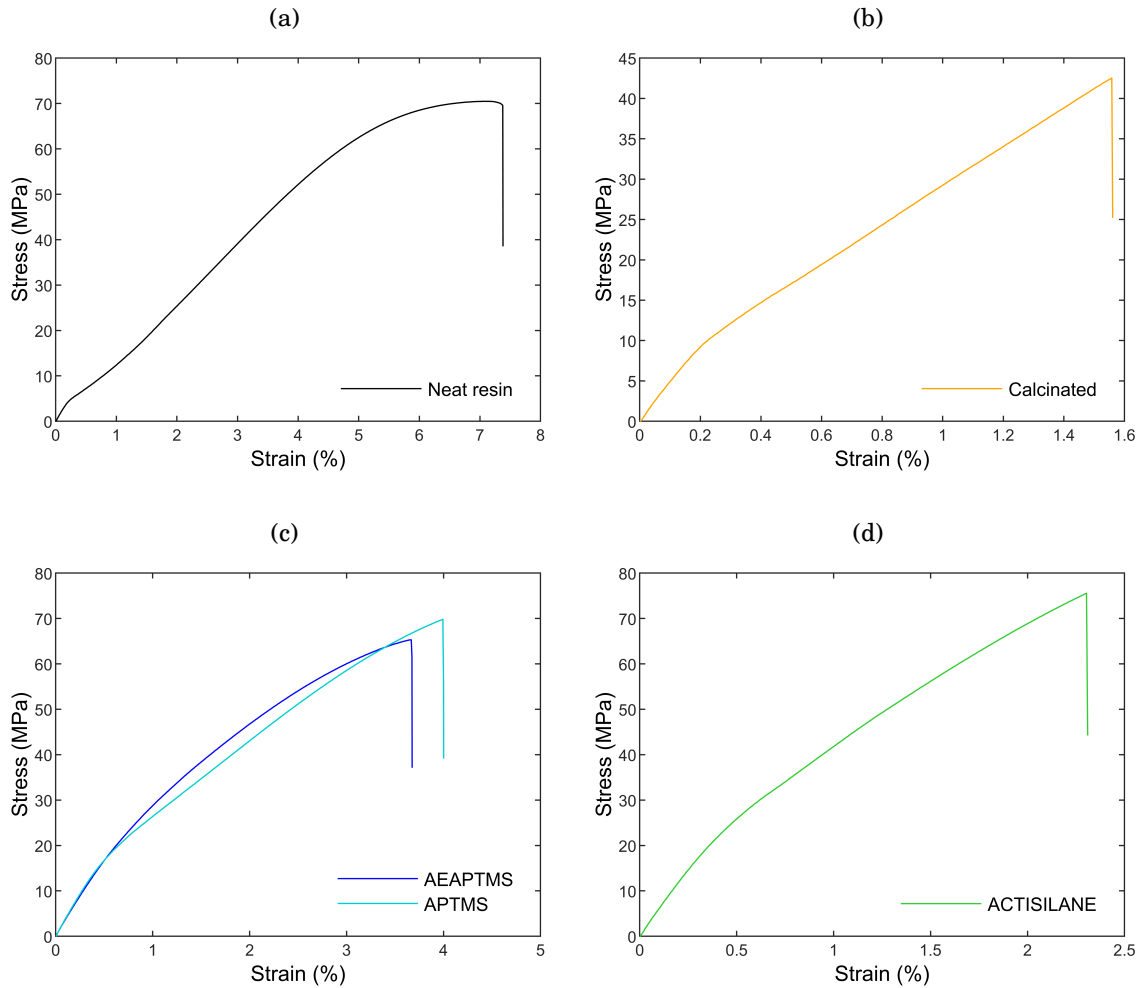 (a)
80
70
60
50
40
30
20
10
0
0 1 2 3 4 5 6 7 8
Stress (MPa)
Strain (%)
Neat resin
(b)
45
40
35
30
25
20
15
10
5
0
0 0.2 0.4 0.6 0.8 1 1.2 1.4 1.6
Stress (MPa)
Strain (%)
Calcinated
(c)
80
70
60
50
40
30
20
10
0
0 1 2 3 4 5
Stress (MPa)
Strain (%)
AEAPTMS
APTMS
(d)
80
70
60
50
40
30
20
10
0
0 0.5 1 1.5 2 2.5
Stress (MPa)
Strain (%)
ACTISILANE